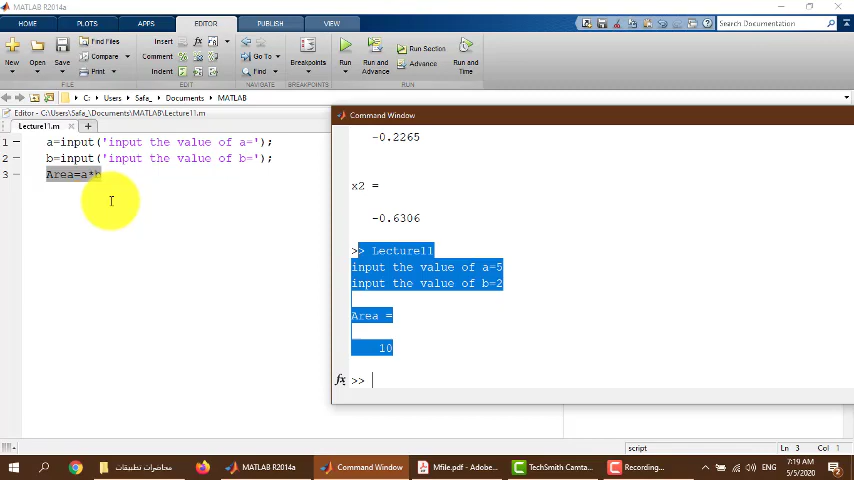 MATLAB R2014a
HOME PLOTS APPS EDITOR PUBLISH VIEW
Search Documentation
New Open Save
Find Files
Compare
Print
Insert
Comment
Indent
fx
Go To
Find
Breakpoints
Run
Run and
Advance
Run Section
Advance
Run and
Time
FILE EDIT NAVIGATE BREAKPOINTS RUN
C: Users Safa_ Documents MATLAB
Editor - C:\Users\Safa_\Documents\MATLAB\Lecture11.m
Lecture11.m
1 a=input('input the value of a=');
2 b=input('input the value of b=');
3 Area=a*b
Command Window
-0.2265
x2 =
-0.6306
>> Lecture11
input the value of a=5
input the value of b=2
Area =
10
fx >>
script Ln 3 Col 1
محاضرات تطبيقات
MATLAB R2014a
Command Window
Mfile.pdf - Adobe...
TechSmith Camta...
Recording...
ENG
7:19 AM
5/5/2020
2